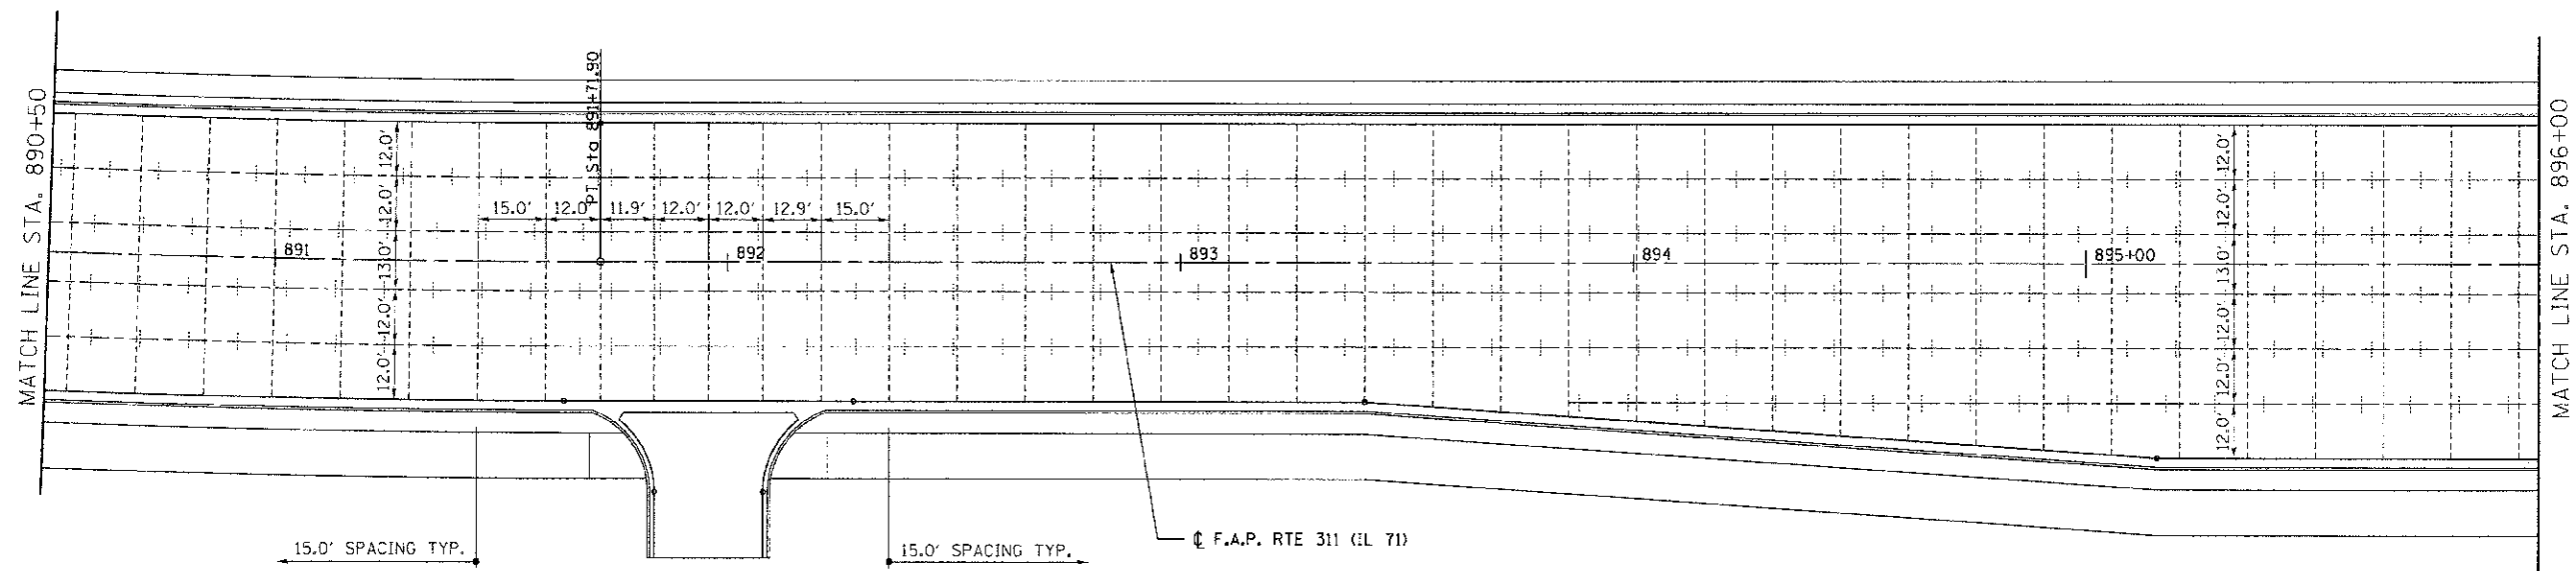 MATCH LINE STA. 890+50
P.T. Sta 891+71.90
12.0'
12.0'
13.0'
12.0'
12.0'
15.0' 12.0' 11.9' 12.0' 12.0' 12.9' 15.0'
891 892 893 894 895+00
12.0'
12.0'
13.0'
12.0'
12.0'
12.0'
MATCH LINE STA. 896+00
15.0' SPACING TYP.
15.0' SPACING TYP.
℄ F.A.P. RTE 311 (IL 71)